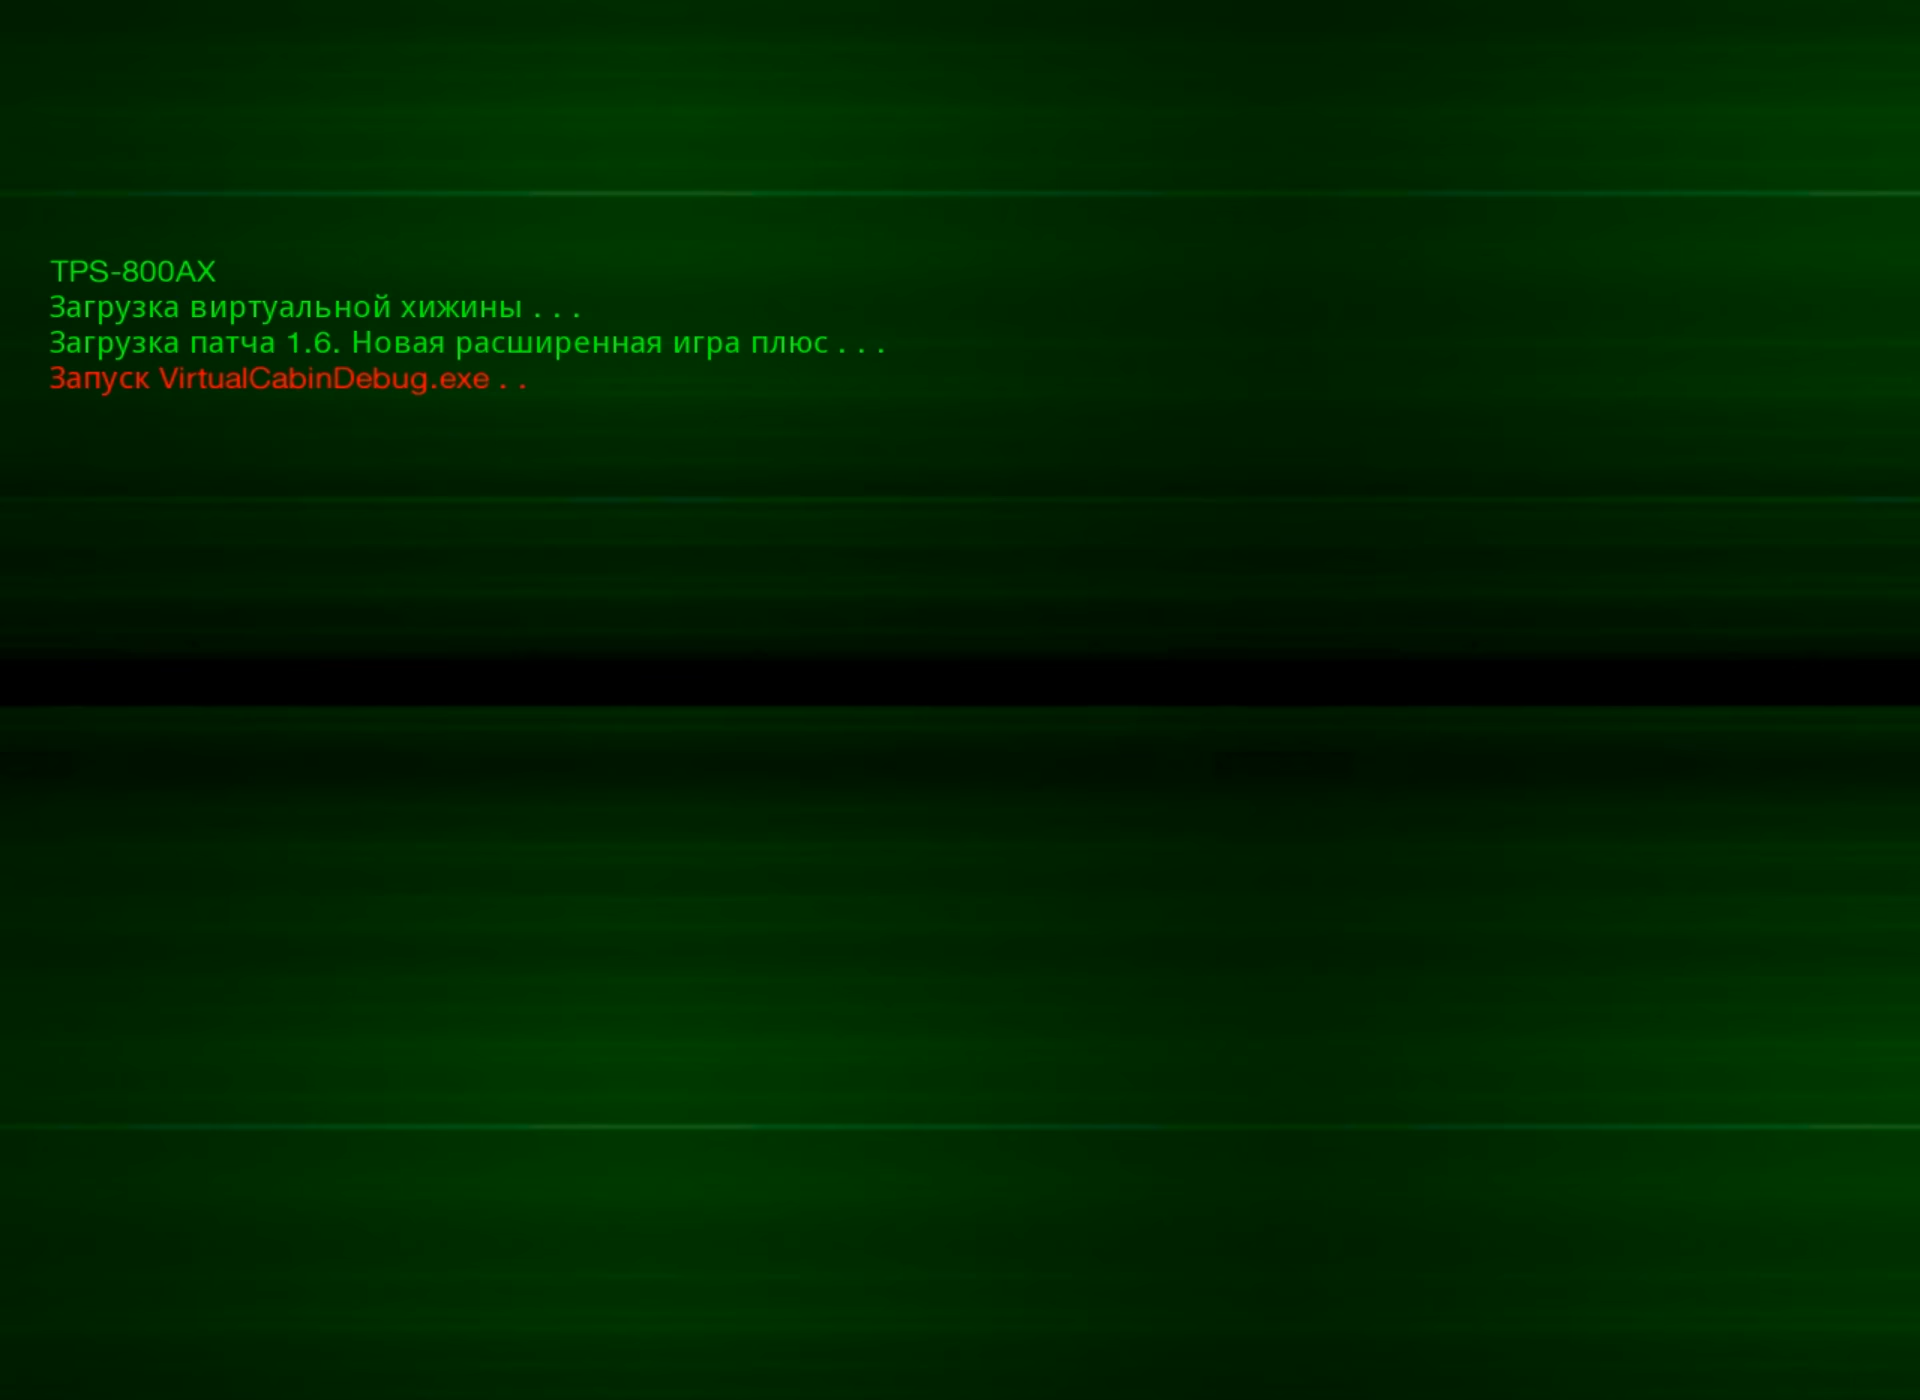 TPS-800AX
Загрузка виртуальной хижины . . .
Загрузка патча 1.6. Новая расширенная игра плюс . . .
Запуск VirtualCabinDebug.exe . .